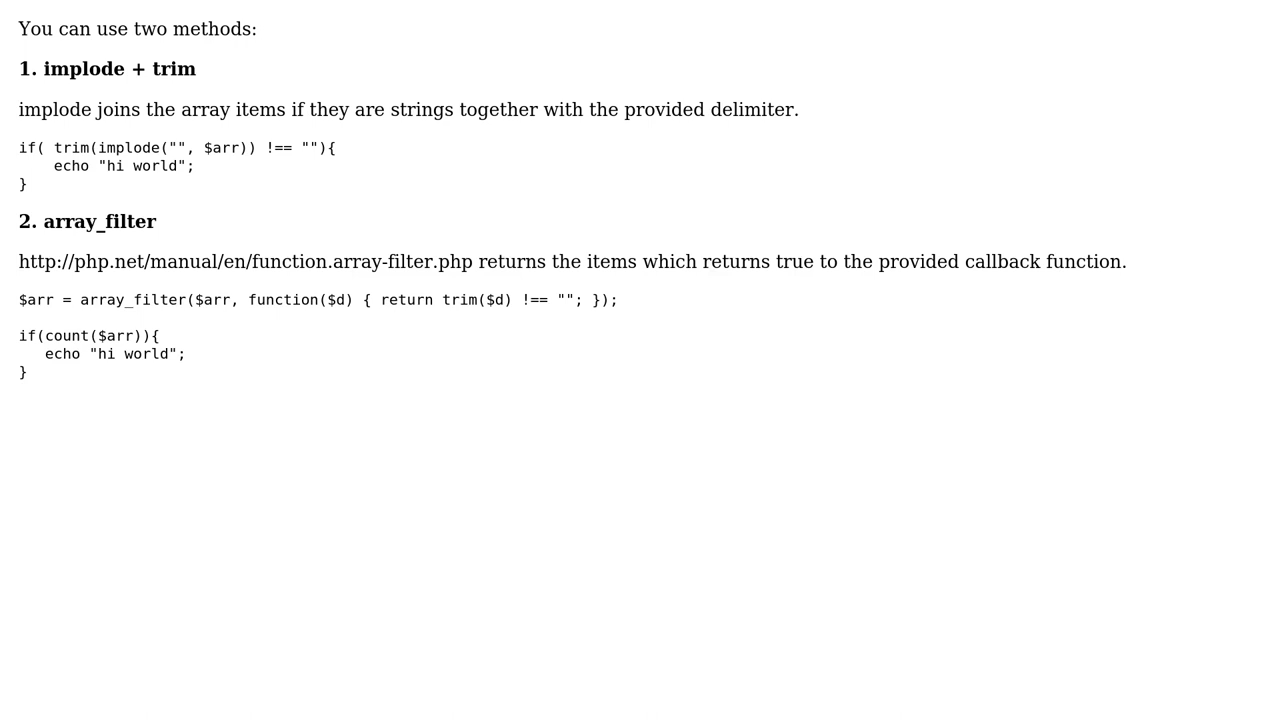 You can use two methods:
1. implode + trim
implode joins the array items if they are strings together with the provided delimiter.
if( trim(implode("", $arr)) !== ""){
    echo "hi world";
}
2. array_filter
http://php.net/manual/en/function.array-filter.php returns the items which returns true to the provided callback function.
$arr = array_filter($arr, function($d) { return trim($d) !== ""; });
if(count($arr)){
   echo "hi world";
}